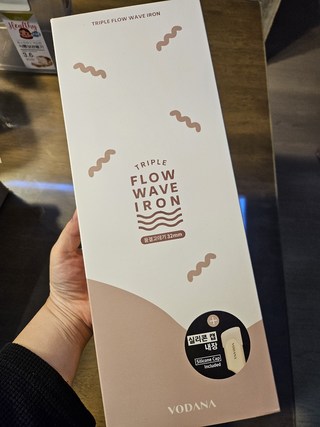 TRIPLE FLOW WAVE IRON
TRIPLE
FLOW
WAVE
IRON
물결고데기 32mm
실리콘 캡
내장
Silicone Cap
Included
VODANA
VODANA